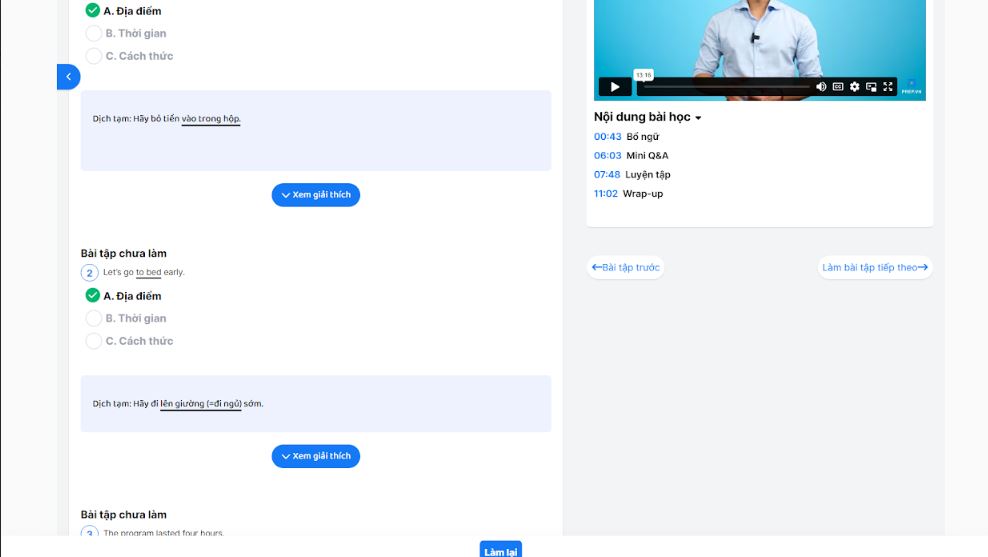 A. Địa điểm
B. Thời gian
C. Cách thức
Dịch tạm: Hãy bỏ tiền vào trong hộp.
Xem giải thích
Bài tập chưa làm
2 Let's go to bed early.
A. Địa điểm
B. Thời gian
C. Cách thức
Dịch tạm: Hãy đi lên giường (=đi ngủ) sớm.
Xem giải thích
Bài tập chưa làm
3 The program lasted four hours.
Làm lại
13:16
CC
PREP.VN
Nội dung bài học
00:43 Bổ ngữ
06:03 Mini Q&A
07:48 Luyện tập
11:02 Wrap-up
Bài tập trước
Làm bài tập tiếp theo